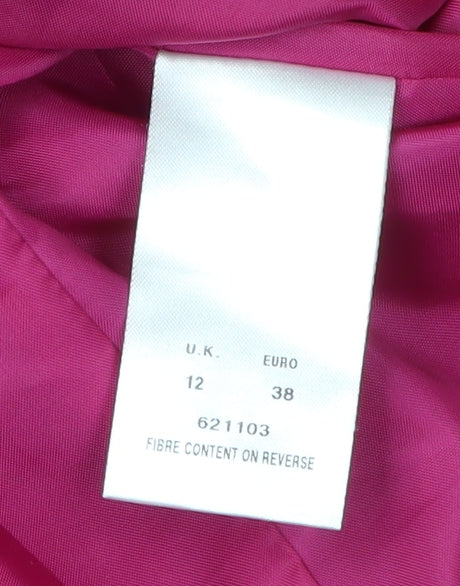 U.K. EURO
12 38
621103
FIBRE CONTENT ON REVERSE